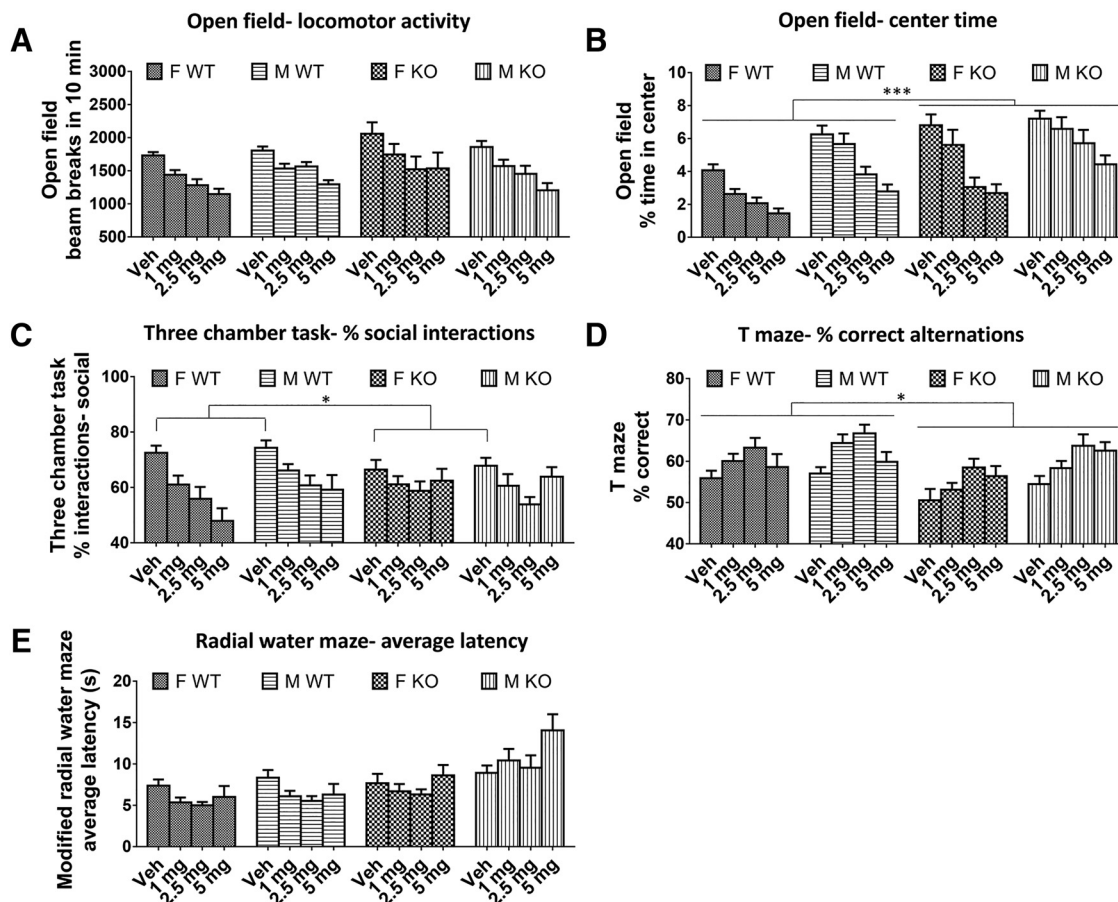 Open field- locomotor activity
A
F WT M WT F KO M KO
Open field
beam breaks in 10 min
3000
2500
2000
1500
1000
500
Veh 1 mg 2.5 mg 5 mg Veh 1 mg 2.5 mg 5 mg Veh 1 mg 2.5 mg 5 mg Veh 1 mg 2.5 mg 5 mg
Open field- center time
B
F WT M WT F KO M KO
Open field
% time in center
10
8
6
4
2
0
***
Veh 1 mg 2.5 mg 5 mg Veh 1 mg 2.5 mg 5 mg Veh 1 mg 2.5 mg 5 mg Veh 1 mg 2.5 mg 5 mg
C
Three chamber task- % social interactions
F WT M WT F KO M KO
Three chamber task
% interactions- social
100
80
60
40
*
Veh 1 mg 2.5 mg 5 mg Veh 1 mg 2.5 mg 5 mg Veh 1 mg 2.5 mg 5 mg Veh 1 mg 2.5 mg 5 mg
D
T maze- % correct alternations
F WT M WT F KO M KO
T maze
% correct
80
70
60
50
40
*
Veh 1 mg 2.5 mg 5 mg Veh 1 mg 2.5 mg 5 mg Veh 1 mg 2.5 mg 5 mg Veh 1 mg 2.5 mg 5 mg
E
Radial water maze- average latency
F WT M WT F KO M KO
Modified radial water maze
average latency (s)
20
15
10
5
0
Veh 1 mg 2.5 mg 5 mg Veh 1 mg 2.5 mg 5 mg Veh 1 mg 2.5 mg 5 mg Veh 1 mg 2.5 mg 5 mg